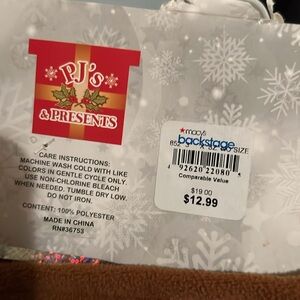 PJ's
& PRESENTS
CARE INSTRUCTIONS:
MACHINE WASH COLD WITH LIKE
COLORS IN GENTLE CYCLE ONLY.
USE NON-CHLORINE BLEACH
WHEN NEEDED. TUMBLE DRY LOW.
DO NOT IRON.
CONTENT: 100% POLYESTER
MADE IN CHINA
RN#36753
macy's
backstage
SIZE
92620 22080
Comparable Value
$19.00
$12.99